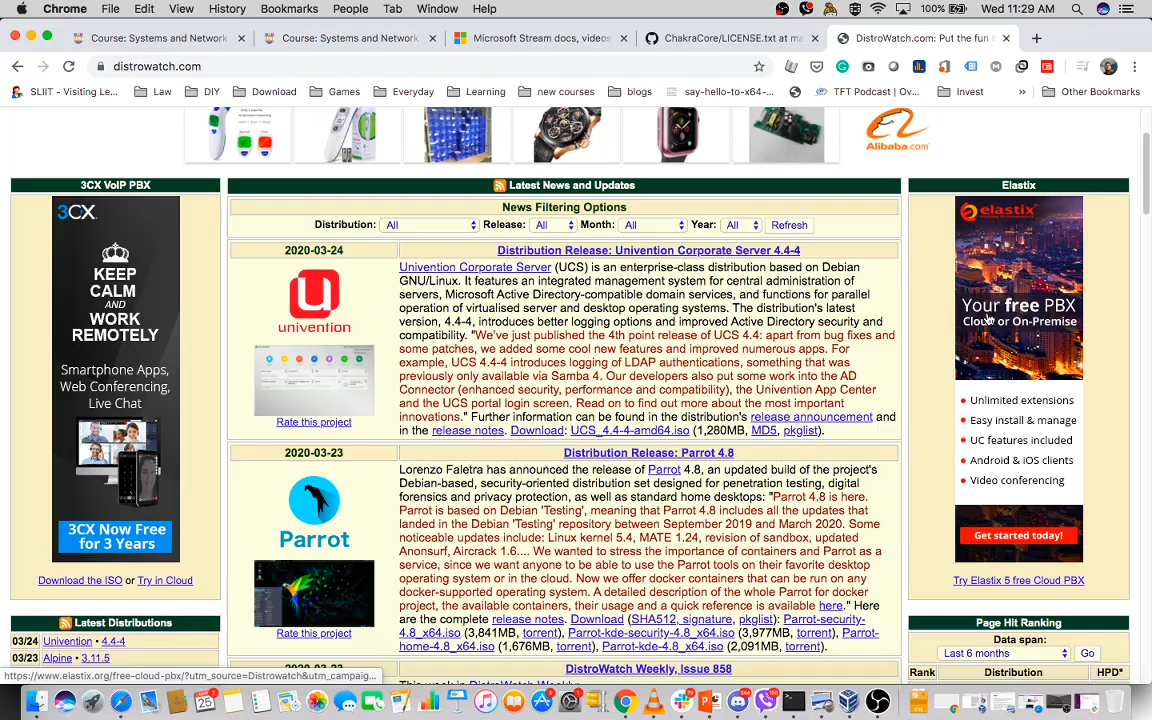 Chrome File Edit View History Bookmarks People Tab Window Help
100% Wed 11:29 AM
Course: Systems and Network
Course: Systems and Network
Microsoft Stream docs, videos,
ChakraCore/LICENSE.txt at ma
DistroWatch.com: Put the fun b
distrowatch.com
SLIIT - Visiting Le...
Law
DIY
Download
Games
Everyday
Learning
new courses
blogs
say-hello-to-x64-...
TFT Podcast | Ov...
Invest
»
Other Bookmarks
Alibaba.com
3CX VoIP PBX
3CX
KEEP
CALM
AND
WORK
REMOTELY
Smartphone Apps,
Web Conferencing,
Live Chat
3CX Now Free
for 3 Years
Download the ISO or Try in Cloud
Latest Distributions
03/24 Univention • 4.4-4
03/23 Alpine • 3.11.5
Latest News and Updates
News Filtering Options
Distribution: All Release: All Month: All Year: All Refresh
2020-03-24
Distribution Release: Univention Corporate Server 4.4-4
univention
Rate this project
Univention Corporate Server (UCS) is an enterprise-class distribution based on Debian
GNU/Linux. It features an integrated management system for central administration of
servers, Microsoft Active Directory-compatible domain services, and functions for parallel
operation of virtualised server and desktop operating systems. The distribution's latest
version, 4.4-4, introduces better logging options and improved Active Directory security and
compatibility. "We've just published the 4th point release of UCS 4.4: apart from bug fixes and
some patches, we added some cool new features and improved numerous apps. For
example, UCS 4.4-4 introduces logging of LDAP authentications, something that was
previously only available via Samba 4. Our developers also put some work into the AD
Connector (enhanced security, performance and compatibility), the Univention App Center
and the UCS portal login screen. Read on to find out more about the most important
innovations." Further information can be found in the distribution's release announcement and
in the release notes. Download: UCS_4.4-4-amd64.iso (1,280MB, MD5, pkglist).
2020-03-23
Distribution Release: Parrot 4.8
Parrot
Rate this project
Lorenzo Faletra has announced the release of Parrot 4.8, an updated build of the project's
Debian-based, security-oriented distribution set designed for penetration testing, digital
forensics and privacy protection, as well as standard home desktops: "Parrot 4.8 is here.
Parrot is based on Debian 'Testing', meaning that Parrot 4.8 includes all the updates that
landed in the Debian 'Testing' repository between September 2019 and March 2020. Some
noticeable updates include: Linux kernel 5.4, MATE 1.24, revision of sandbox, updated
Anonsurf, Aircrack 1.6.... We wanted to stress the importance of containers and Parrot as a
service, since we want anyone to be able to use the Parrot tools on their favorite desktop
operating system or in the cloud. Now we offer docker containers that can be run on any
docker-supported operating system. A detailed description of the whole Parrot for docker
project, the available containers, their usage and a quick reference is available here." Here
are the complete release notes. Download (SHA512, signature, pkglist): Parrot-security-
4.8_x64.iso (3,841MB, torrent), Parrot-kde-security-4.8_x64.iso (3,977MB, torrent), Parrot-
home-4.8_x64.iso (1,676MB, torrent), Parrot-kde-4.8_x64.iso (2,091MB, torrent).
DistroWatch Weekly, Issue 858
Elastix
elastix
Your free PBX
Cloud or On-Premise
Unlimited extensions
Easy install & manage
UC features included
Android & iOS clients
Video conferencing
Get started today!
Try Elastix 5 free Cloud PBX
Page Hit Ranking
Data span:
Last 6 months Go
Rank Distribution HPD*
https://www.elastix.org/free-cloud-pbx/?utm_source=Distrowatch&utm_campaig...